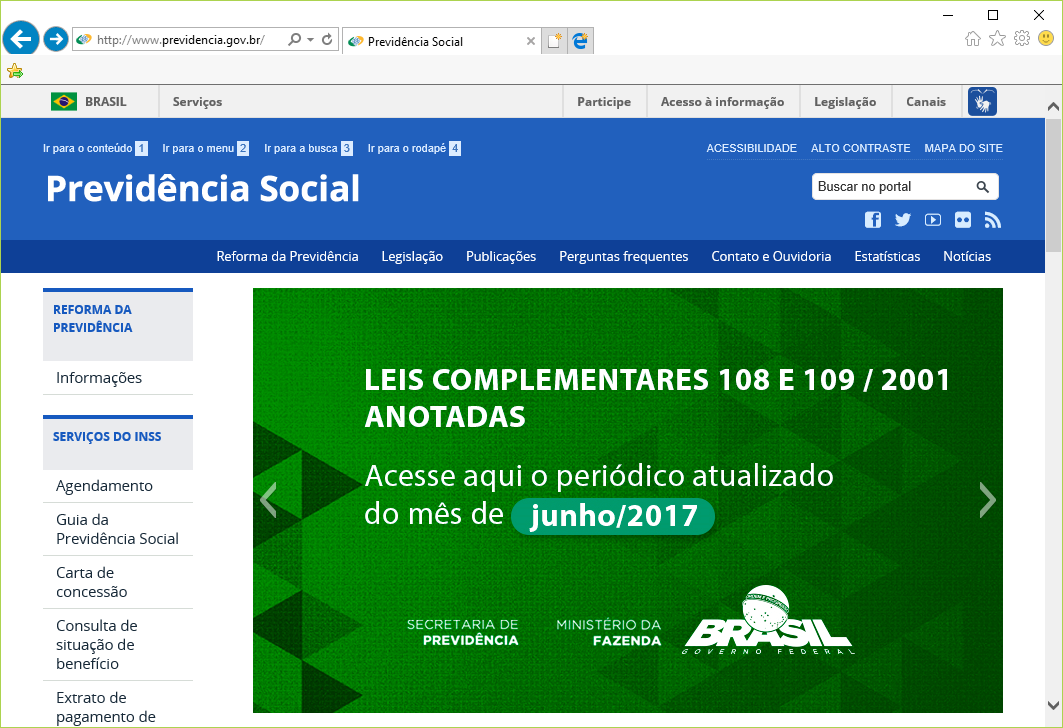 http://www.previdencia.gov.br/
Previdência Social
BRASIL
Serviços
Participe
Acesso à informação
Legislação
Canais
Ir para o conteúdo 1
Ir para o menu 2
Ir para a busca 3
Ir para o rodapé 4
ACESSIBILIDADE
ALTO CONTRASTE
MAPA DO SITE
Previdência Social
Buscar no portal
Reforma da Previdência
Legislação
Publicações
Perguntas frequentes
Contato e Ouvidoria
Estatísticas
Notícias
REFORMA DA
PREVIDÊNCIA
Informações
SERVIÇOS DO INSS
Agendamento
Guia da
Previdência Social
Carta de
concessão
Consulta de
situação de
benefício
Extrato de
pagamento de
LEIS COMPLEMENTARES 108 E 109 / 2001
ANOTADAS
Acesse aqui o periódico atualizado
do mês de junho/2017
SECRETARIA DE
PREVIDÊNCIA
MINISTÉRIO DA
FAZENDA
BRASIL
GOVERNO FEDERAL